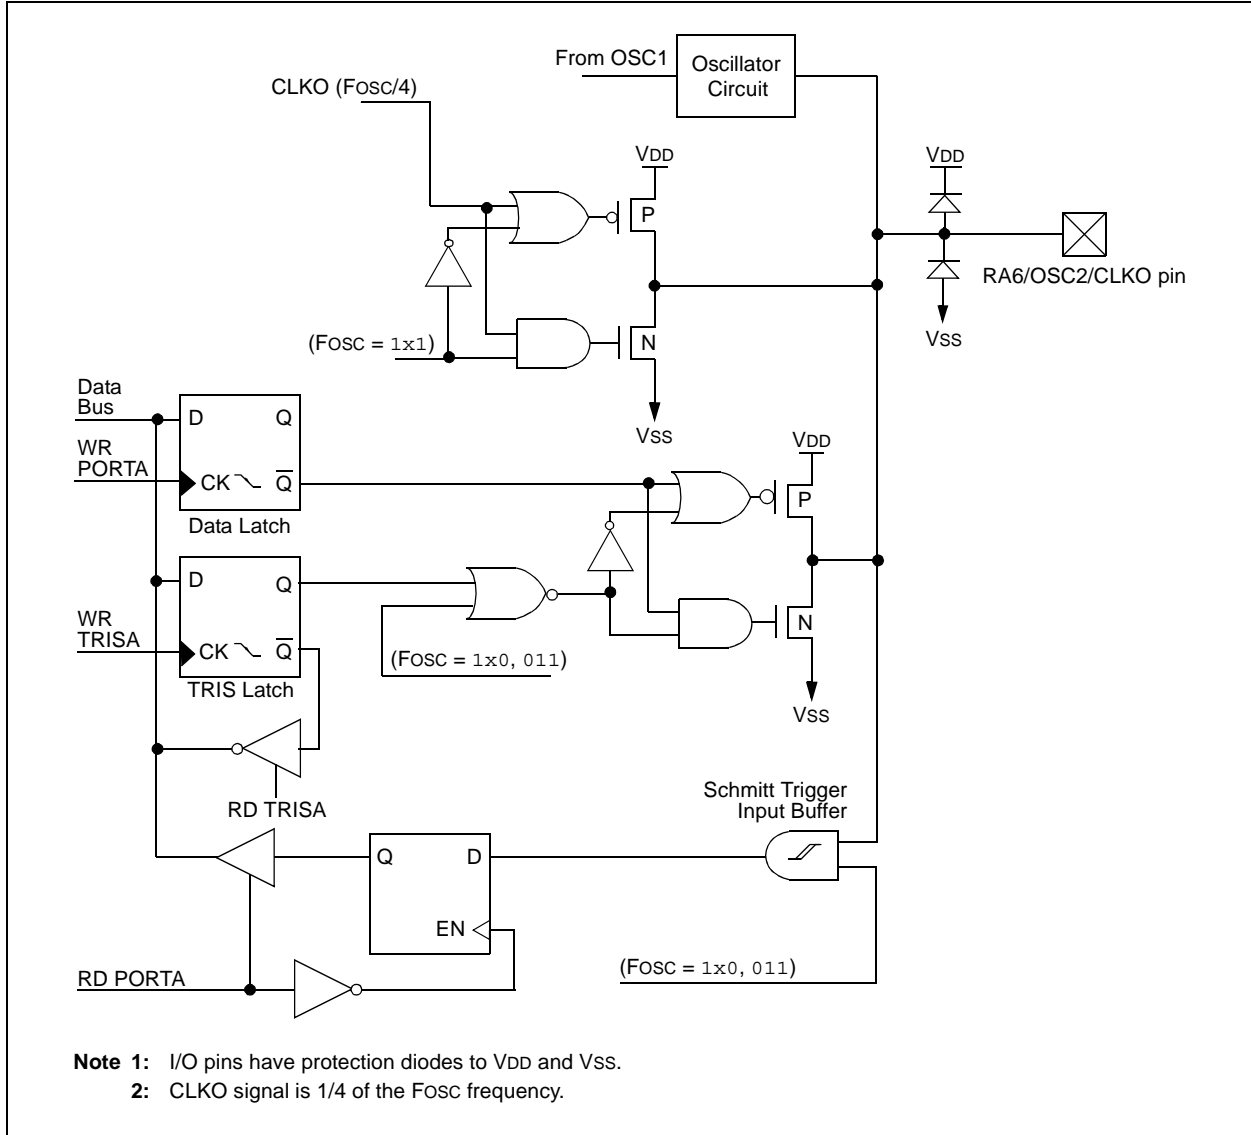 From OSC1
Oscillator
Circuit
CLKO (FOSC/4)
VDD
P
VDD
RA6/OSC2/CLKO pin
VSS
(FOSC = 1x1)
N
VSS
Data
Bus
D Q
WR
PORTA
CK Q
Data Latch
VDD
P
D Q
WR
TRISA
CK Q
TRIS Latch
(FOSC = 1x0, 011)
N
VSS
RD TRISA
Schmitt Trigger
Input Buffer
Q D
EN
RD PORTA
(FOSC = 1x0, 011)
Note 1: I/O pins have protection diodes to VDD and VSS.
2: CLKO signal is 1/4 of the FOSC frequency.